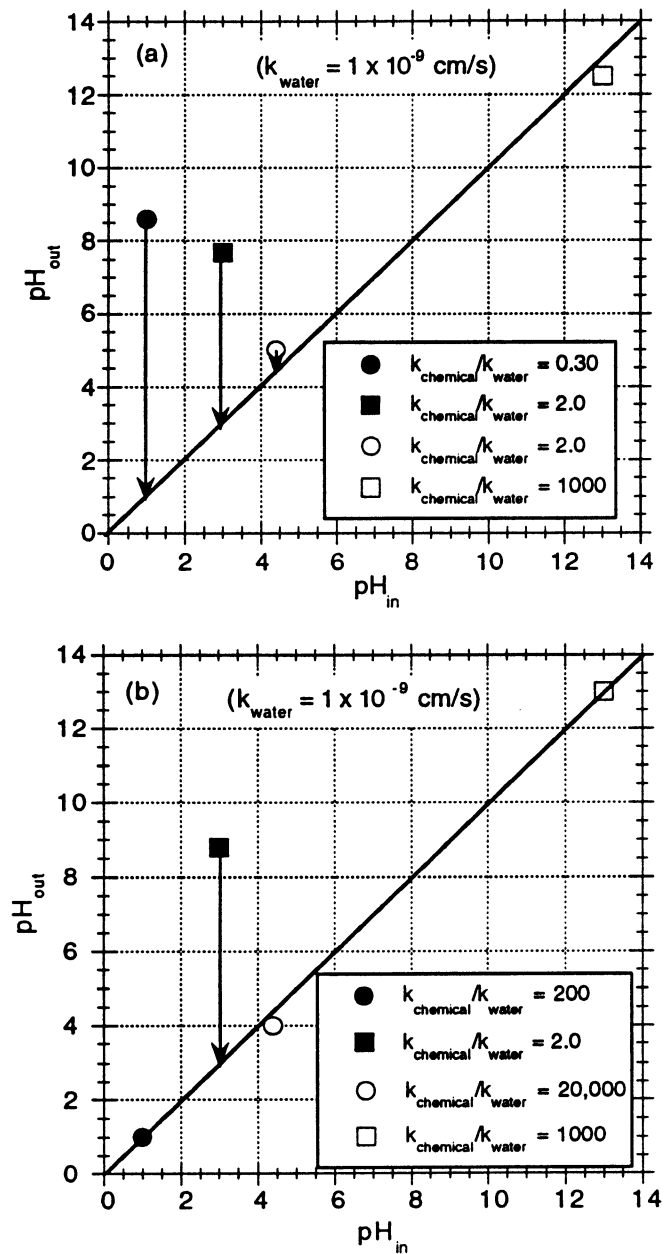 14
12
10
8
6
4
2
0
pH_out
(a)
(k_water = 1 x 10^-9 cm/s)
k_chemical/k_water = 0.30
k_chemical/k_water = 2.0
k_chemical/k_water = 2.0
k_chemical/k_water = 1000
0 2 4 6 8 10 12 14
pH_in
14
12
10
8
6
4
2
0
pH_out
(b)
(k_water = 1 x 10^-9 cm/s)
k_chemical/k_water = 200
k_chemical/k_water = 2.0
k_chemical/k_water = 20,000
k_chemical/k_water = 1000
0 2 4 6 8 10 12 14
pH_in